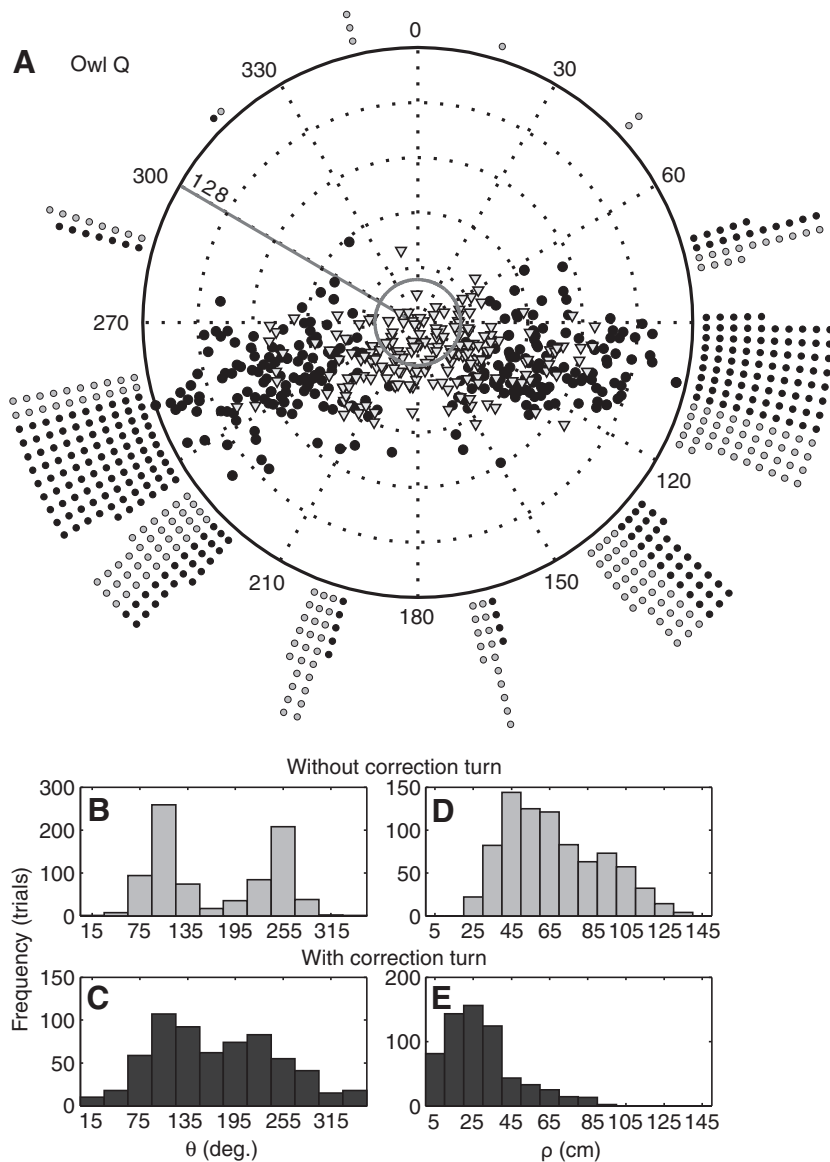 A Owl Q
0
330 30
300 128 60
270
120
210 150
180
Without correction turn
B D
300 150
200 100
100 50
0 0
15 75 135 195 255 315 5 25 45 65 85 105 125 145
Frequency (trials)
With correction turn
C E
150 200
100
50 100
0 0
15 75 135 195 255 315 5 25 45 65 85 105 125 145
θ (deg.) ρ (cm)